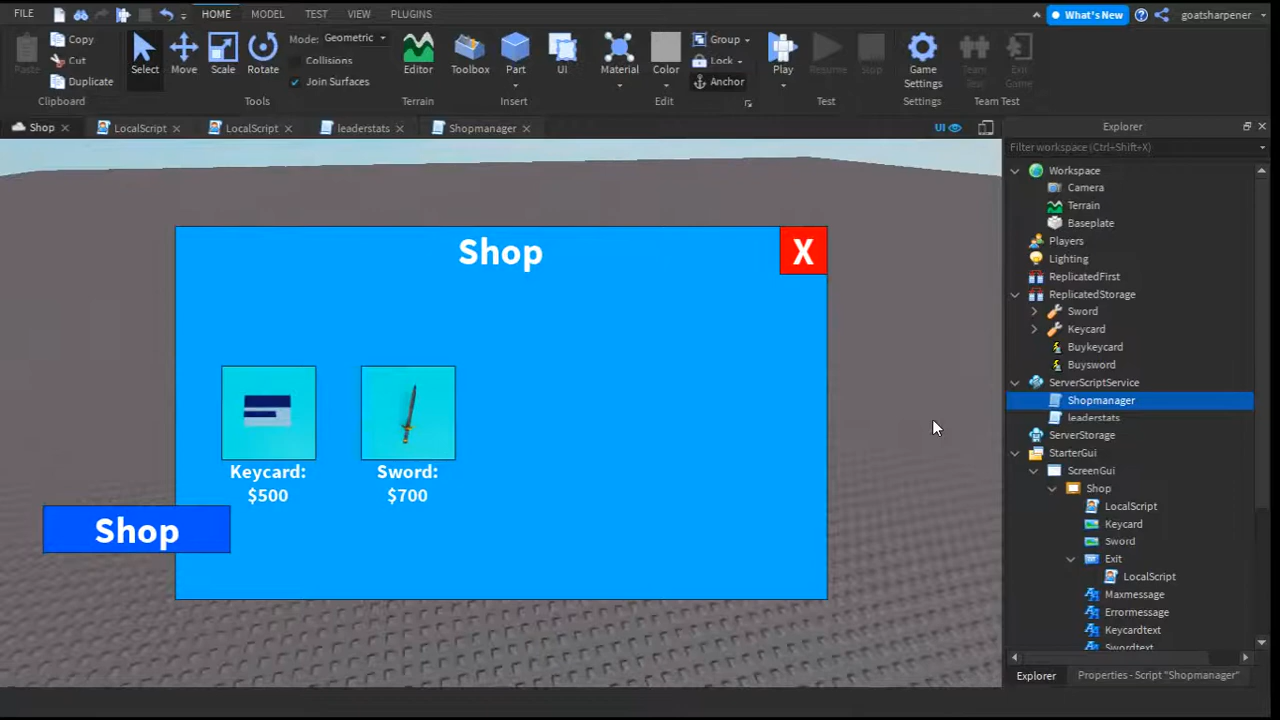 FILE HOME MODEL TEST VIEW PLUGINS What's New goatsharpener
Paste Copy Cut Duplicate Select Move Scale Rotate Mode: Geometric Collisions Join Surfaces Editor Toolbox Part UI Material Color Group Lock Anchor Play Resume Stop Game Settings Team Test Exit Game
Clipboard Tools Terrain Insert Edit Test Settings Team Test
Shop LocalScript LocalScript leaderstats Shopmanager UI Explorer
Filter workspace (Ctrl+Shift+X)
Workspace
Camera
Terrain
Baseplate
Players
Lighting
ReplicatedFirst
ReplicatedStorage
Sword
Keycard
Buykeycard
Buysword
ServerScriptService
Shopmanager
leaderstats
ServerStorage
StarterGui
ScreenGui
Shop
LocalScript
Keycard
Sword
Exit
LocalScript
Maxmessage
Errormessage
Keycardtext
Swordtext
Explorer Properties - Script "Shopmanager"
Shop X
Keycard: Sword:
$500 $700
Shop